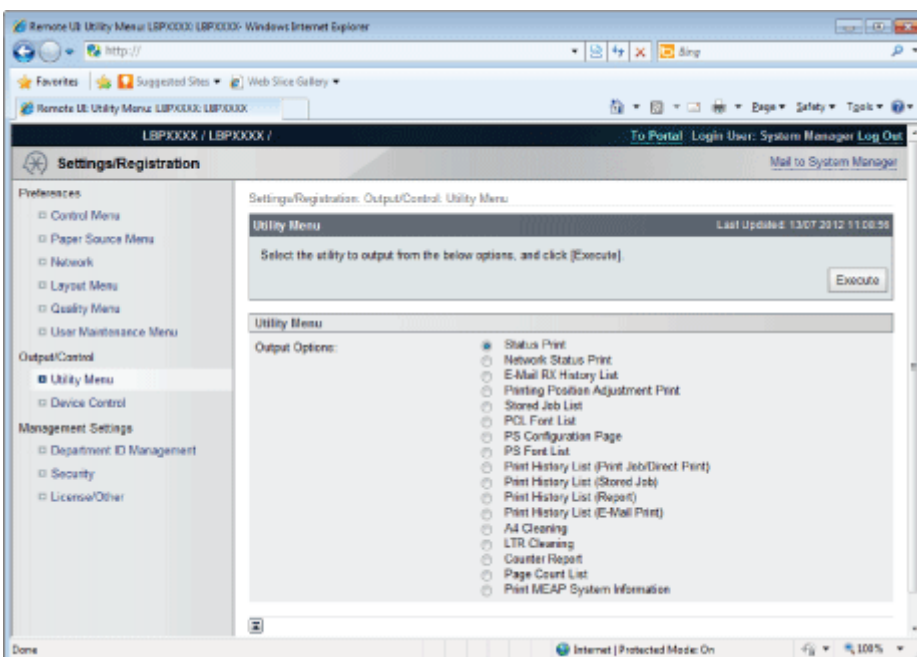 Remote UI: Utility Menu: LBPXXXX: LBPXXXX- Windows Internet Explorer
http://
Bing
Favorites Suggested Sites Web Slice Gallery
Remote UI: Utility Menu: LBPXXXX: LBPXXXX
Page Safety Tools
LBPXXXX / LBPXXXX /
To Portal Login User: System Manager Log Out
Settings/Registration
Mail to System Manager
Preferences
Control Menu
Paper Source Menu
Network
Layout Menu
Quality Menu
User Maintenance Menu
Output/Control
Utility Menu
Device Control
Management Settings
Department ID Management
Security
License/Other
Settings/Registration: Output/Control: Utility Menu
Utility Menu
Last Updated: 13/07 2012 11:08:56
Select the utility to output from the below options, and click [Execute].
Execute
Utility Menu
Output Options:
Status Print
Network Status Print
E-Mail RX History List
Printing Position Adjustment Print
Stored Job List
PCL Font List
PS Configuration Page
PS Font List
Print History List (Print Job/Direct Print)
Print History List (Stored Job)
Print History List (Report)
Print History List (E-Mail Print)
A4 Cleaning
LTR Cleaning
Counter Report
Page Count List
Print MEAP System Information
Done
Internet | Protected Mode: On
100%